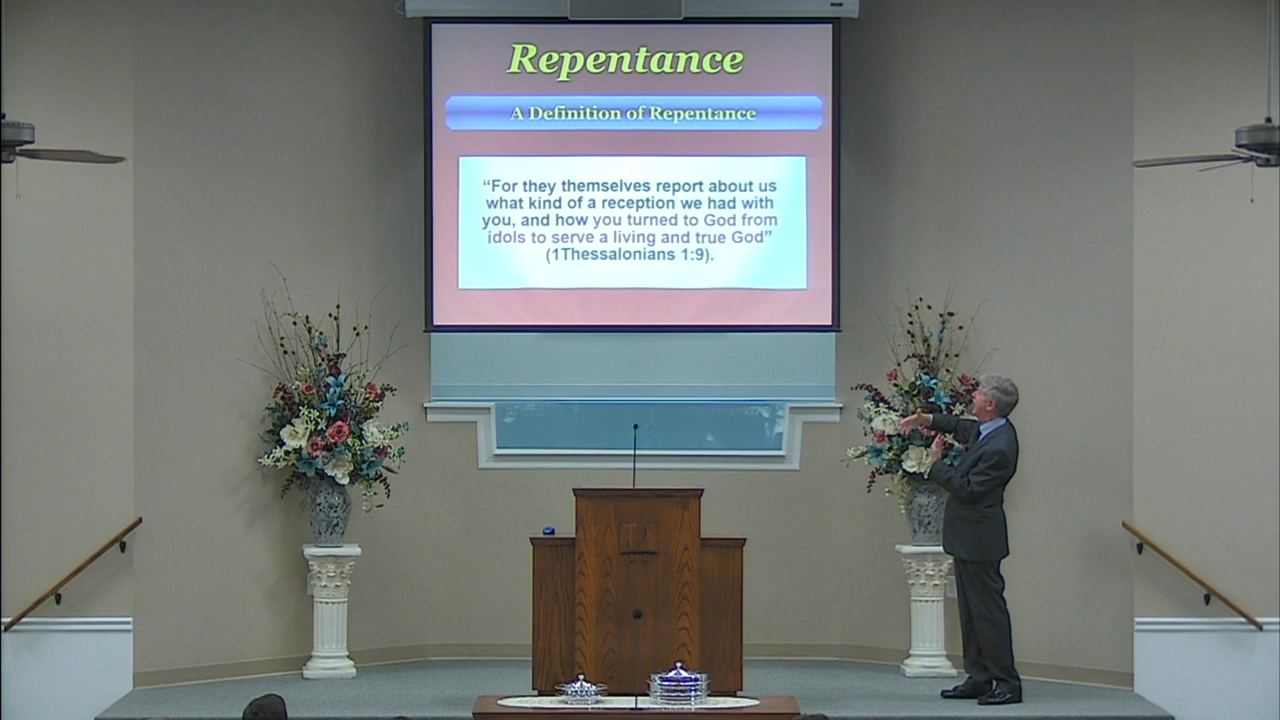 Repentance
A Definition of Repentance
“For they themselves report about us
what kind of a reception we had with
you, and how you turned to God from
idols to serve a living and true God”
(1Thessalonians 1:9).